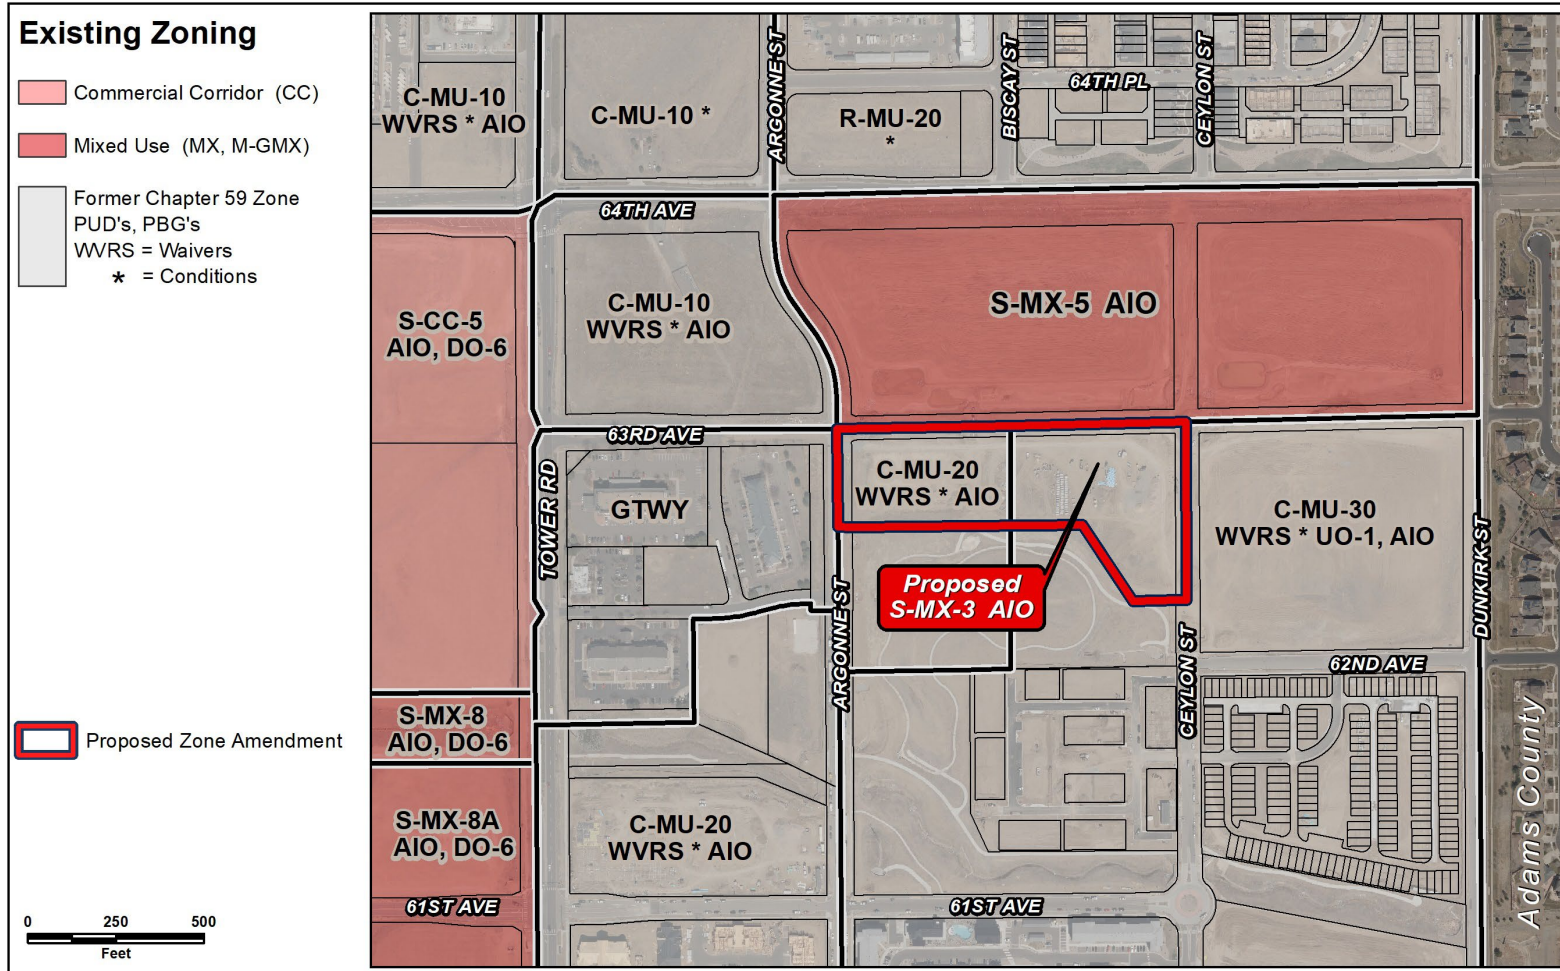 Existing Zoning
Commercial Corridor (CC)
Mixed Use (MX, M-GMX)
Former Chapter 59 Zone
PUD's, PBG's
WVRS = Waivers
* = Conditions
Proposed Zone Amendment
0 250 500
Feet
C-MU-10
WVRS * AIO
C-MU-10 *
ARGONNE ST
R-MU-20
*
BISCAY ST
64TH PL
CEYLON ST
64TH AVE
S-CC-5
AIO, DO-6
C-MU-10
WVRS * AIO
S-MX-5 AIO
63RD AVE
TOWER RD
GTWY
C-MU-20
WVRS * AIO
C-MU-30
WVRS * UO-1, AIO
Proposed
S-MX-3 AIO
ARGONNE ST
CEYLON ST
DUNKIRK ST
62ND AVE
S-MX-8
AIO, DO-6
S-MX-8A
AIO, DO-6
C-MU-20
WVRS * AIO
61ST AVE
61ST AVE
Adams County